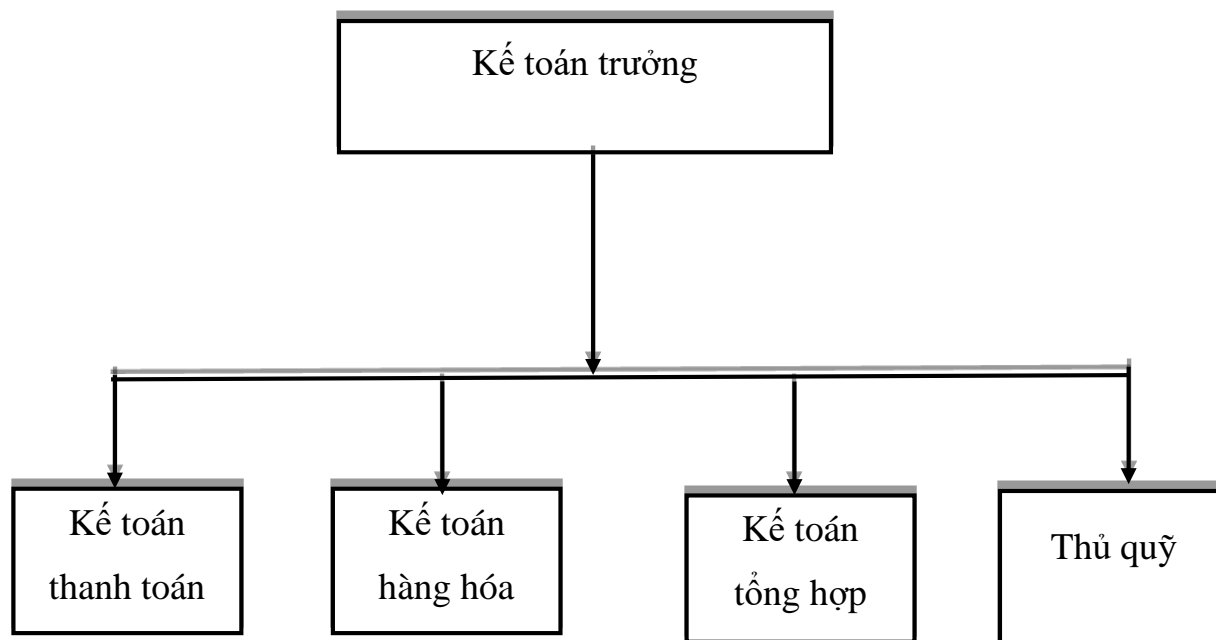 Kế toán trưởng
Kế toán
thanh toán
Kế toán
hàng hóa
Kế toán
tổng hợp
Thủ quỹ